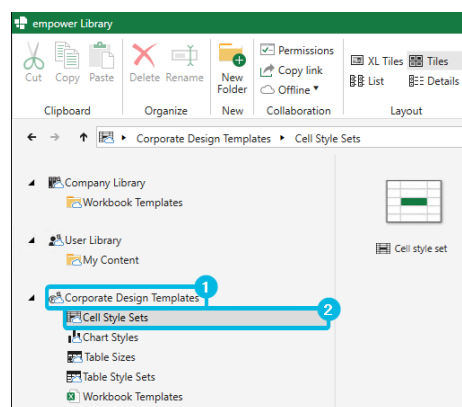 empower Library
Cut Copy Paste Delete Rename New Folder Permissions Copy link Offline XL Tiles Tiles List Details
Clipboard Organize New Collaboration Layout
Corporate Design Templates Cell Style Sets
Company Library
Workbook Templates
Cell style set
User Library
My Content
1
Corporate Design Templates
2
Cell Style Sets
Chart Styles
Table Sizes
Table Style Sets
Workbook Templates